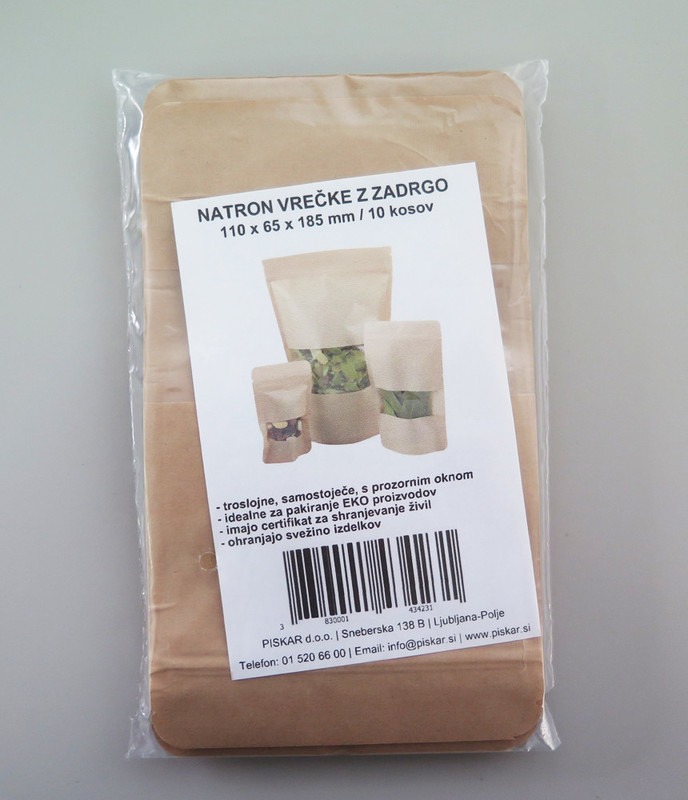 NATRON VREČKE Z ZADRGO
110 x 65 x 185 mm / 10 kosov
- troslojne, samostoječe, s prozornim oknom
- idealne za pakiranje EKO proizvodov
- imajo certifikat za shranjevanje živil
- ohranjajo svežino izdelkov
3 830001 434231
PISKAR d.o.o. | Sneberska 138 B | Ljubljana-Polje
Telefon: 01 520 66 00 | Email: info@piskar.si | www.piskar.si